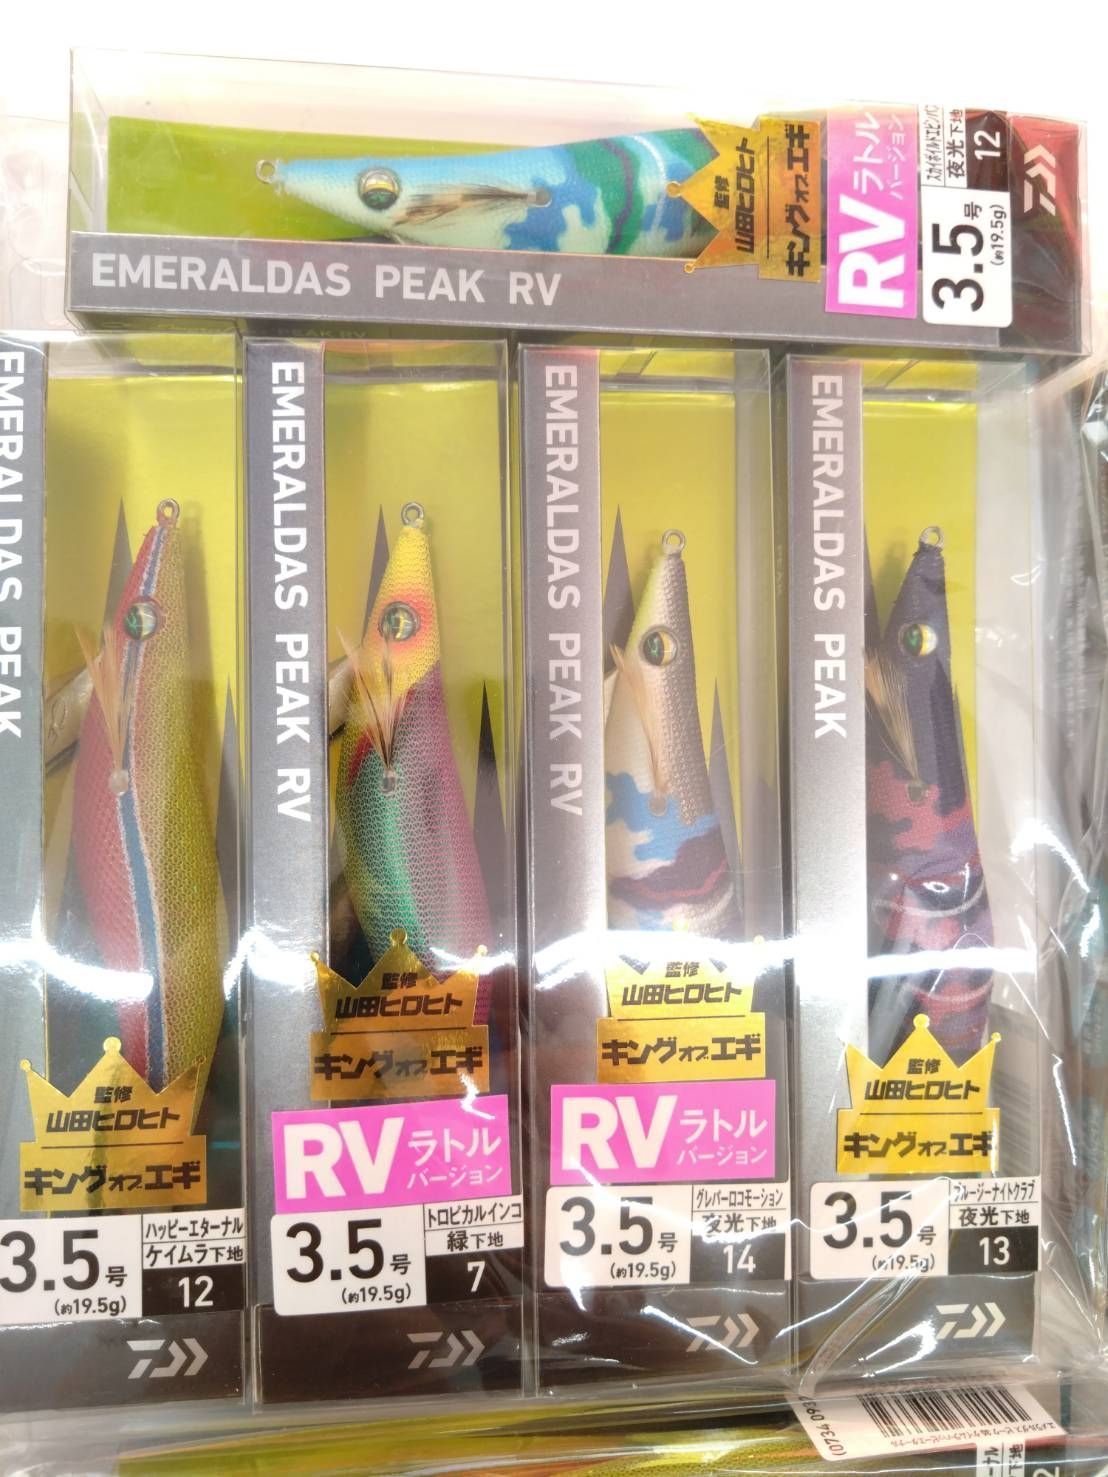 EMERALDAS PEAK RV
監修
山田ヒロヒト
キングオブエギ
RVラトル
バージョン
夜光下地
12
3.5号
(約19.5g)
EMERALDAS PEAK
監修
山田ヒロヒト
キングオブエギ
3.5号
(約19.5g)
ハッピーエターナル
ケイムラ下地
12
EMERALDAS PEAK RV
監修
山田ヒロヒト
キングオブエギ
RVラトル
バージョン
3.5号
(約19.5g)
トロピカルインコ
緑下地
7
EMERALDAS PEAK RV
監修
山田ヒロヒト
キングオブエギ
RVラトル
バージョン
3.5号
(約19.5g)
グレバーロコモーション
夜光下地
14
EMERALDAS PEAK
監修
山田ヒロヒト
キングオブエギ
3.5号
(約19.5g)
ブルージーナイトクラブ
夜光下地
13
PEAK RV